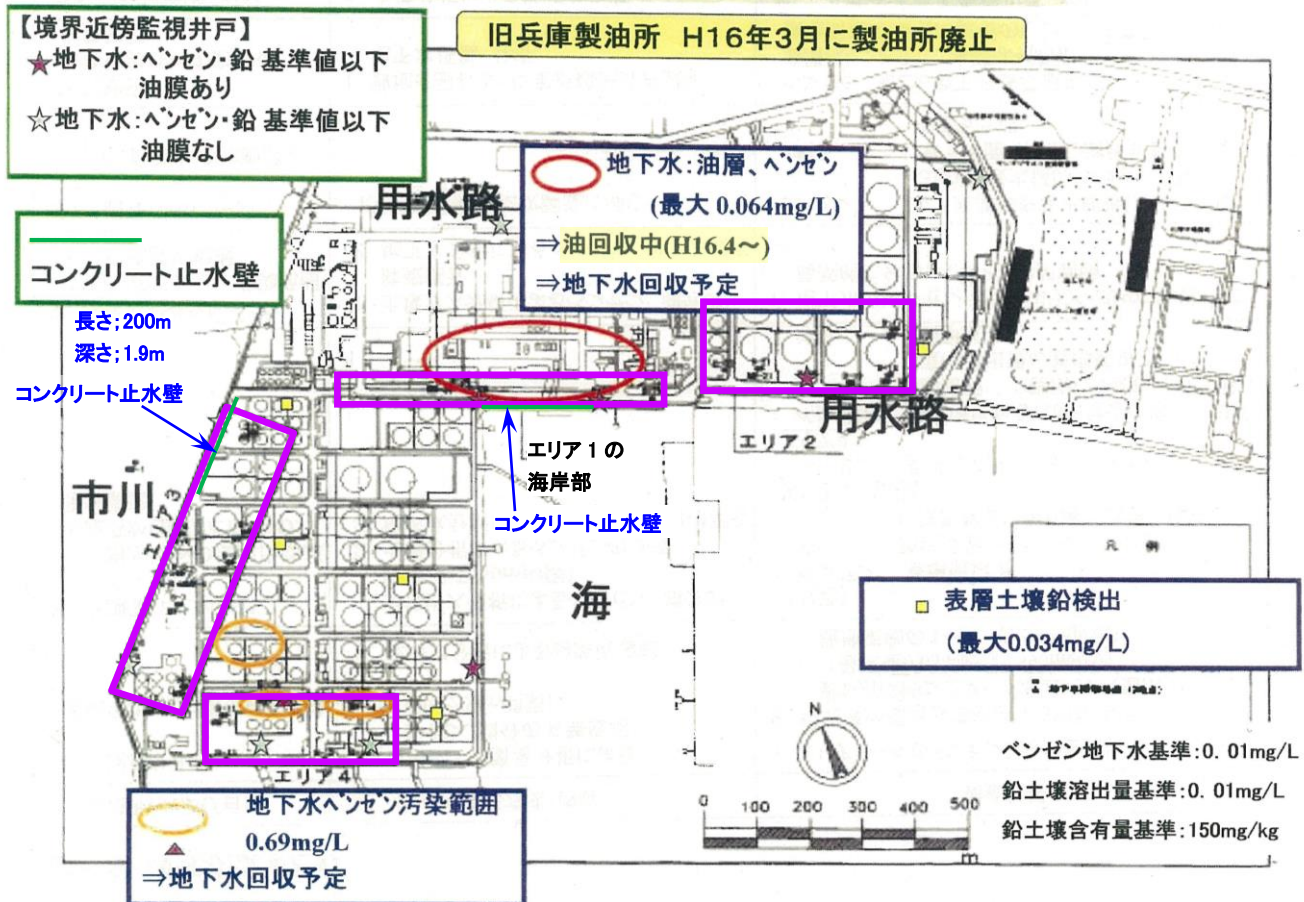 旧兵庫製油所 H16年3月に製油所廃止
【境界近傍監視井戸】
★地下水:ベンゼン・鉛 基準値以下
油膜あり
☆地下水:ベンゼン・鉛 基準値以下
油膜なし
地下水:油層、ベンゼン
(最大 0.064mg/L)
⇒油回収中(H16.4~)
⇒地下水回収予定
用水路
コンクリート止水壁
長さ;200m
深さ;1.9m
コンクリート止水壁
用水路
エリア2
エリア1の
海岸部
コンクリート止水壁
市川
エリア3
海
凡 例
表層土壌鉛検出
(最大0.034mg/L)
N
エリア4
ベンゼン地下水基準:0. 01mg/L
鉛土壌溶出量基準:0. 01mg/L
鉛土壌含有量基準:150mg/kg
0 100 200 300 400 500
m
地下水ベンゼン汚染範囲
0.69mg/L
⇒地下水回収予定